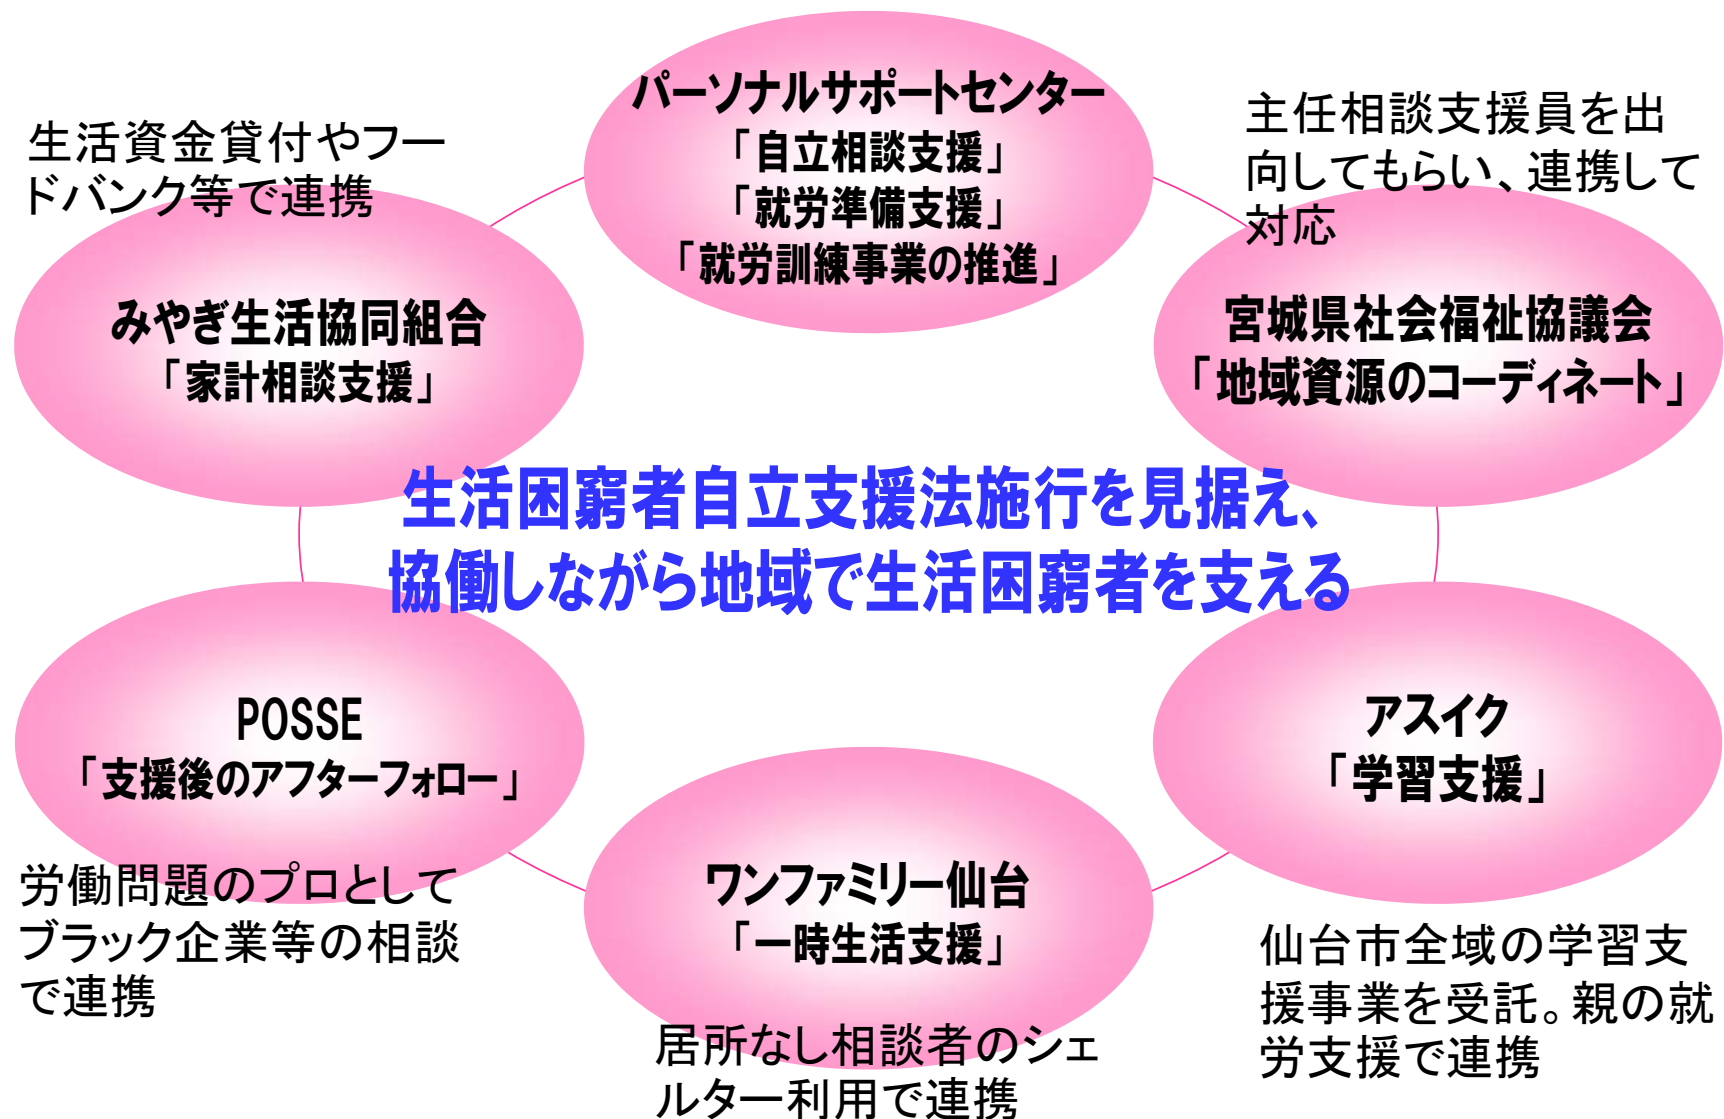 パーソナルサポートセンター
「自立相談支援」
「就労準備支援」
「就労訓練事業の推進」
生活資金貸付やフー
ドバンク等で連携
みやぎ生活協同組合
「家計相談支援」
主任相談支援員を出
向してもらい、連携して
対応
宮城県社会福祉協議会
「地域資源のコーディネート」
生活困窮者自立支援法施行を見据え、
協働しながら地域で生活困窮者を支える
POSSE
「支援後のアフターフォロー」
労働問題のプロとして
ブラック企業等の相談
で連携
ワンファミリー仙台
「一時生活支援」
居所なし相談者のシェ
ルター利用で連携
アスイク
「学習支援」
仙台市全域の学習支
援事業を受託。親の就
労支援で連携